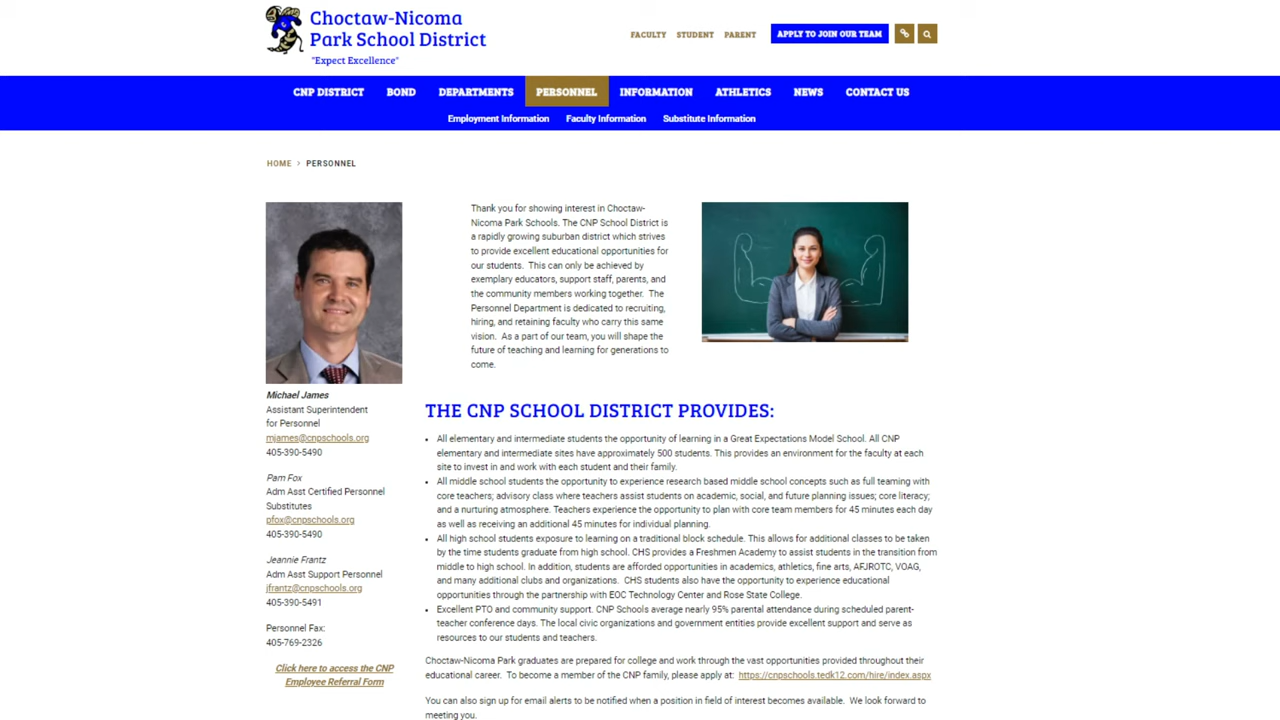 Choctaw-Nicoma
Park School District
"Expect Excellence"
FACULTY STUDENT PARENT APPLY TO JOIN OUR TEAM
CNP DISTRICT BOND DEPARTMENTS PERSONNEL INFORMATION ATHLETICS NEWS CONTACT US
Employment Information Faculty Information Substitute Information
HOME > PERSONNEL
Michael James
Assistant Superintendent
for Personnel
mjames@cnpschools.org
405-390-5490
Pam Fox
Adm Asst Certified Personnel
Substitutes
pfox@cnpschools.org
405-390-5490
Jeannie Frantz
Adm Asst Support Personnel
jfrantz@cnpschools.org
405-390-5491
Personnel Fax:
405-769-2326
Click here to access the CNP
Employee Referral Form
Thank you for showing interest in Choctaw-
Nicoma Park Schools. The CNP School District is
a rapidly growing suburban district which strives
to provide excellent educational opportunities for
our students. This can only be achieved by
exemplary educators, support staff, parents, and
the community members working together. The
Personnel Department is dedicated to recruiting,
hiring, and retaining faculty who carry this same
vision. As a part of our team, you will shape the
future of teaching and learning for generations to
come.
THE CNP SCHOOL DISTRICT PROVIDES:
• All elementary and intermediate students the opportunity of learning in a Great Expectations Model School. All CNP
elementary and intermediate sites have approximately 500 students. This provides an environment for the faculty at each
site to invest in and work with each student and their family.
• All middle school students the opportunity to experience research based middle school concepts such as full teaming with
core teachers; advisory class where teachers assist students on academic, social, and future planning issues; core literacy;
and a nurturing atmosphere. Teachers experience the opportunity to plan with core team members for 45 minutes each day
as well as receiving an additional 45 minutes for individual planning.
• All high school students exposure to learning on a traditional block schedule. This allows for additional classes to be taken
by the time students graduate from high school. CHS provides a Freshmen Academy to assist students in the transition from
middle to high school. In addition, students are afforded opportunities in academics, athletics, fine arts, AFJROTC, VOAG,
and many additional clubs and organizations. CHS students also have the opportunity to experience educational
opportunities through the partnership with EOC Technology Center and Rose State College.
• Excellent PTO and community support. CNP Schools average nearly 95% parental attendance during scheduled parent-
teacher conference days. The local civic organizations and government entities provide excellent support and serve as
resources to our students and teachers.
Choctaw-Nicoma Park graduates are prepared for college and work through the vast opportunities provided throughout their
educational career. To become a member of the CNP family, please apply at: https://cnpschools.tedk12.com/hire/index.aspx
You can also sign up for email alerts to be notified when a position in field of interest becomes available. We look forward to
meeting you.